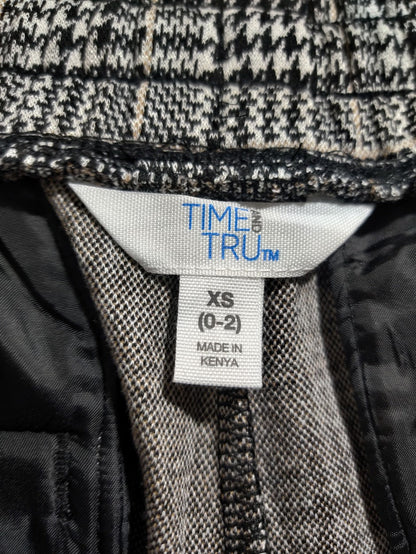 TIME AND
TRU™
XS
(0-2)
MADE IN
KENYA